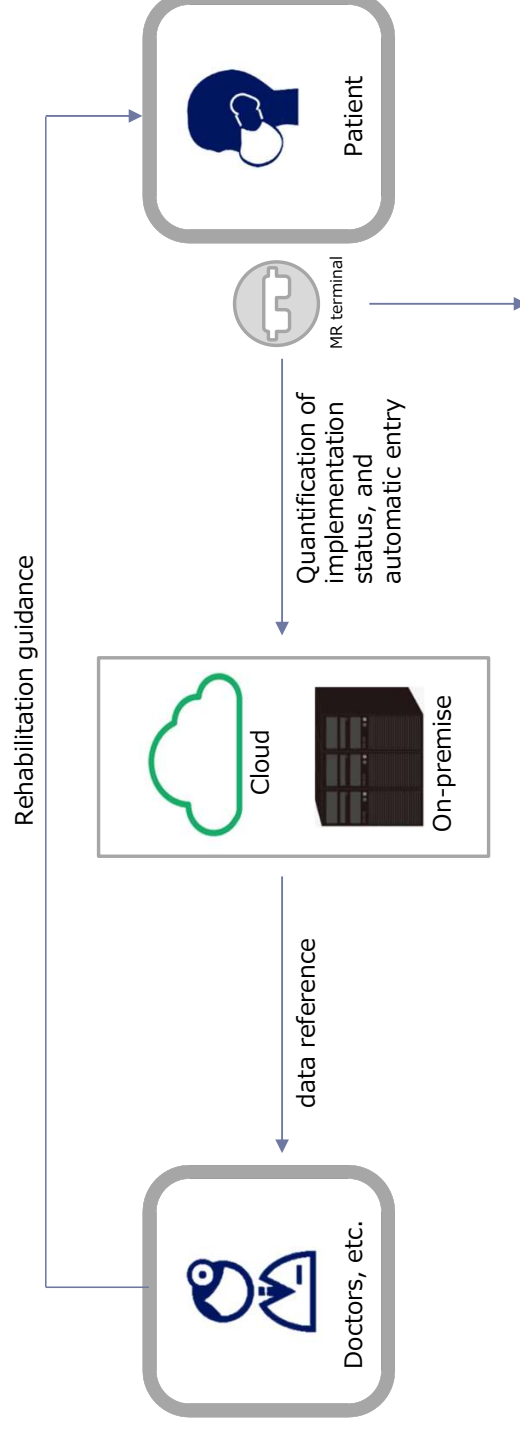 Rehabilitation guidance
Doctors, etc.
data reference
Cloud
On-premise
Quantification of
implementation
status, and
automatic entry
MR terminal
Patient